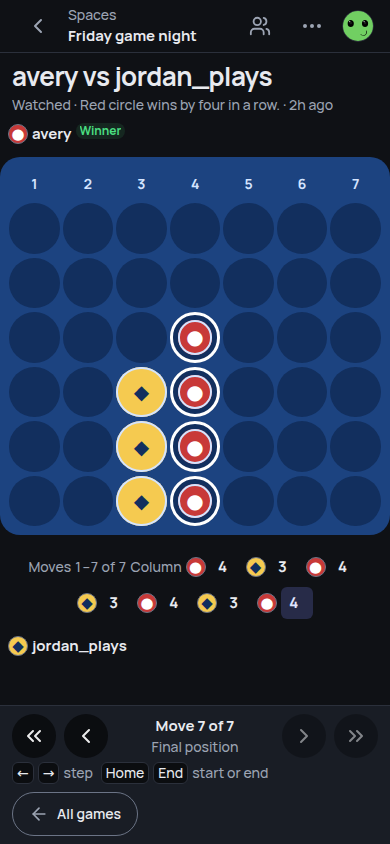 Spaces
Friday game night
avery vs jordan_plays
Watched · Red circle wins by four in a row. · 2h ago
avery Winner
1 2 3 4 5 6 7
Moves 1–7 of 7 Column 4 3 4
3 4 3 4
jordan_plays
Move 7 of 7
Final position
← → step Home End start or end
← All games